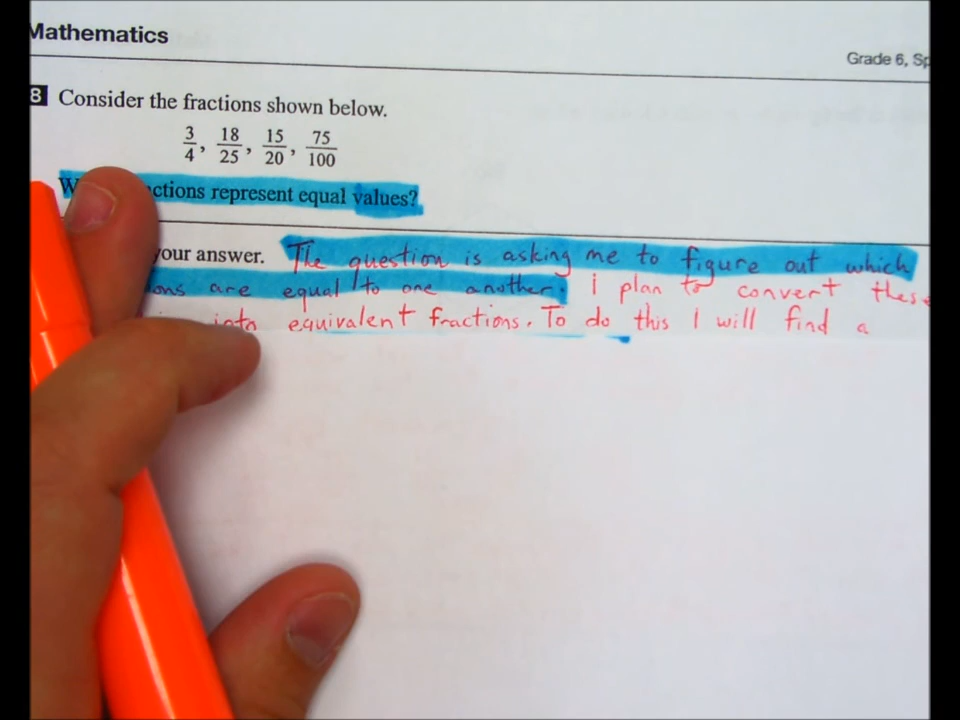 Mathematics
Grade 6, Sp
8 Consider the fractions shown below.
3/4, 18/25, 15/20, 75/100
represent equal values?
your answer. The question is asking me to figure out which
are equal to one another. I plan to convert these
into equivalent fractions. To do this I will find a